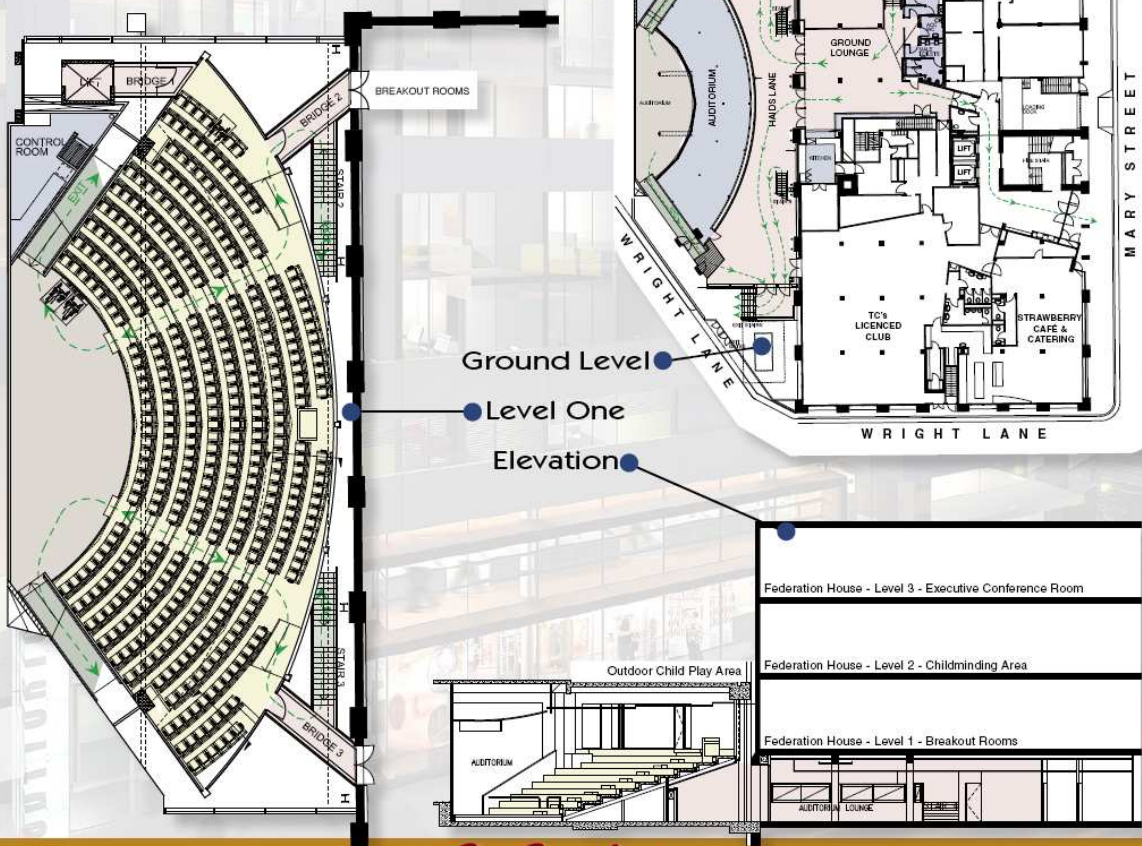 LIFT
BRIDGE 1
BRIDGE 2
BREAKOUT ROOMS
CONTROL
ROOM
EXIT
STAIR 2
H
H
H
STAIR 3
BRIDGE 3
H
Ground Level
Level One
Elevation
GROUND
LOUNGE
AUDITORIUM
AUDITORIUM
HAIDS LANE
KITCHEN
LIFT
LIFT
LOADING
DOCK
MARY STREET
WRIGHT LANE
TC's
LICENCED
CLUB
STRAWBERRY
CAFÉ &
CATERING
WRIGHT LANE
Federation House - Level 3 - Executive Conference Room
Federation House - Level 2 - Childminding Area
Outdoor Child Play Area
Federation House - Level 1 - Breakout Rooms
AUDITORIUM
AUDITORIUM LOUNGE